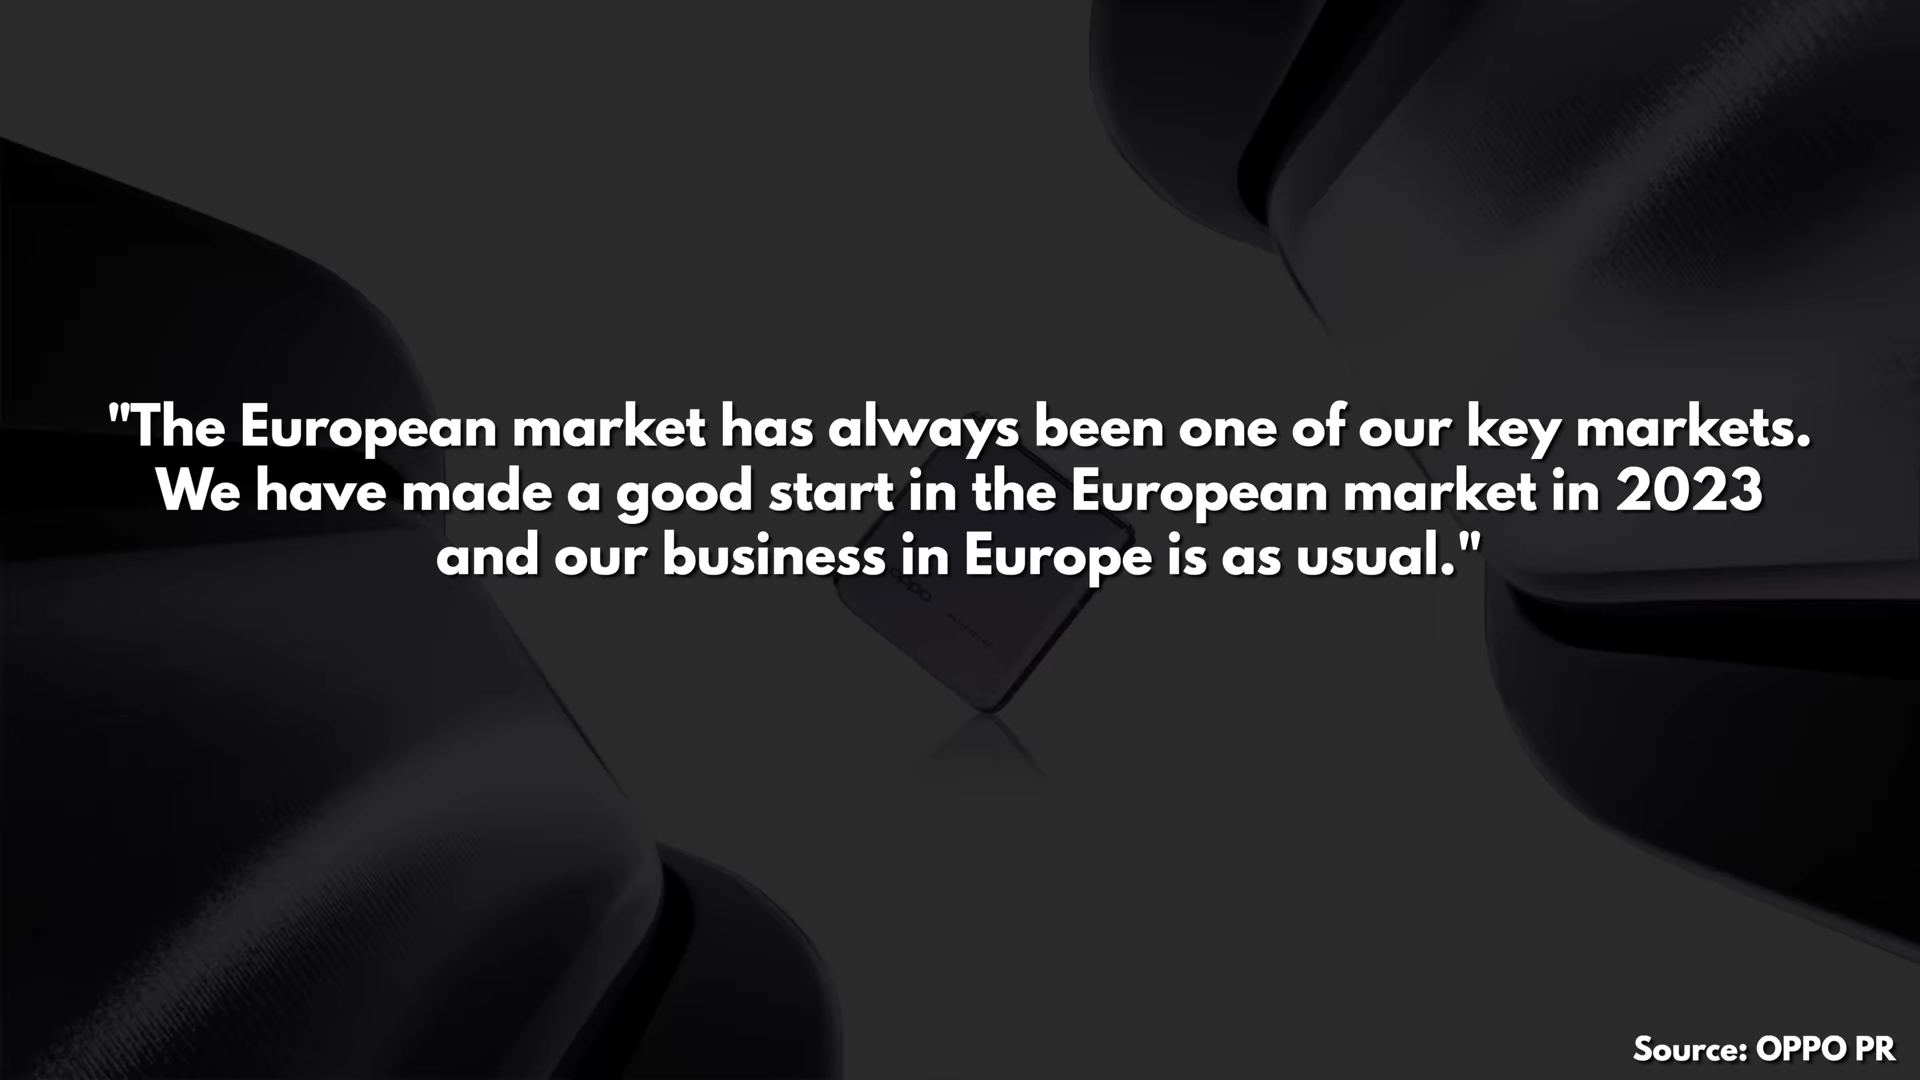 "The European market has always been one of our key markets.
We have made a good start in the European market in 2023
and our business in Europe is as usual."
oppo
Source: OPPO PR